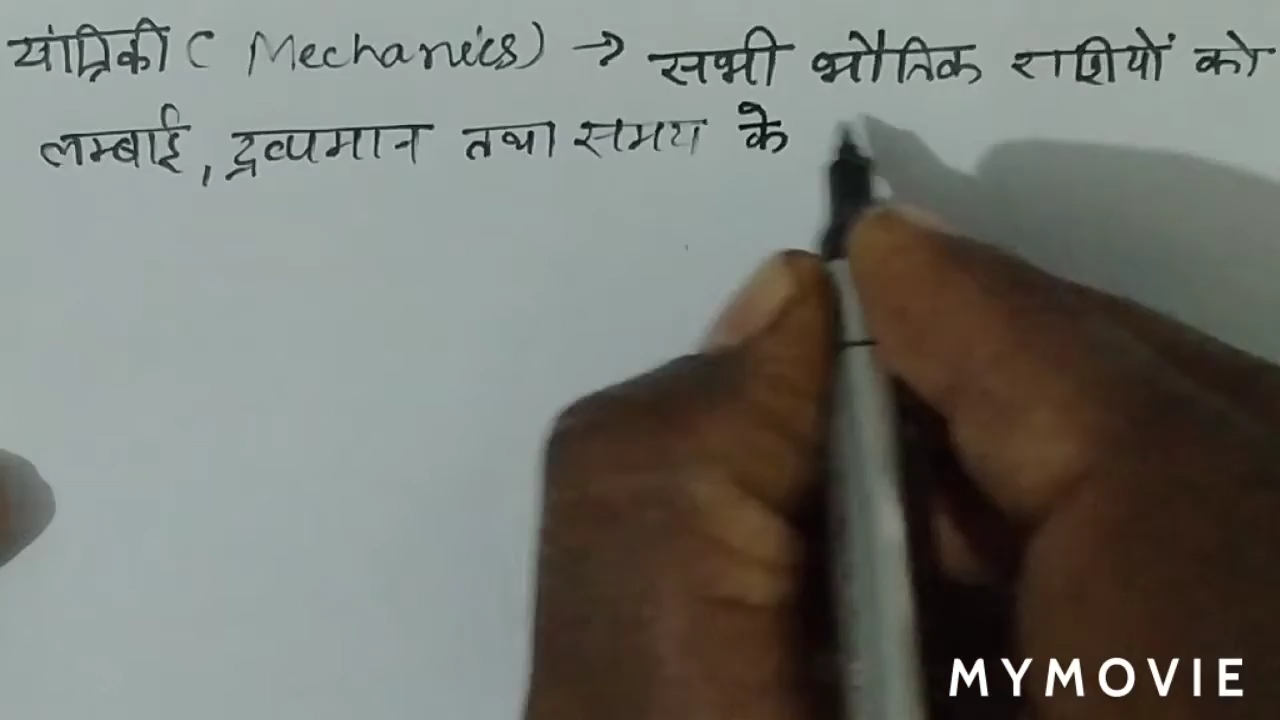 यांत्रिकी ( Mechanics) → सभी भौतिक राशियों को
लम्बाई, द्रव्यमान तथा समय के
MYMOVIE